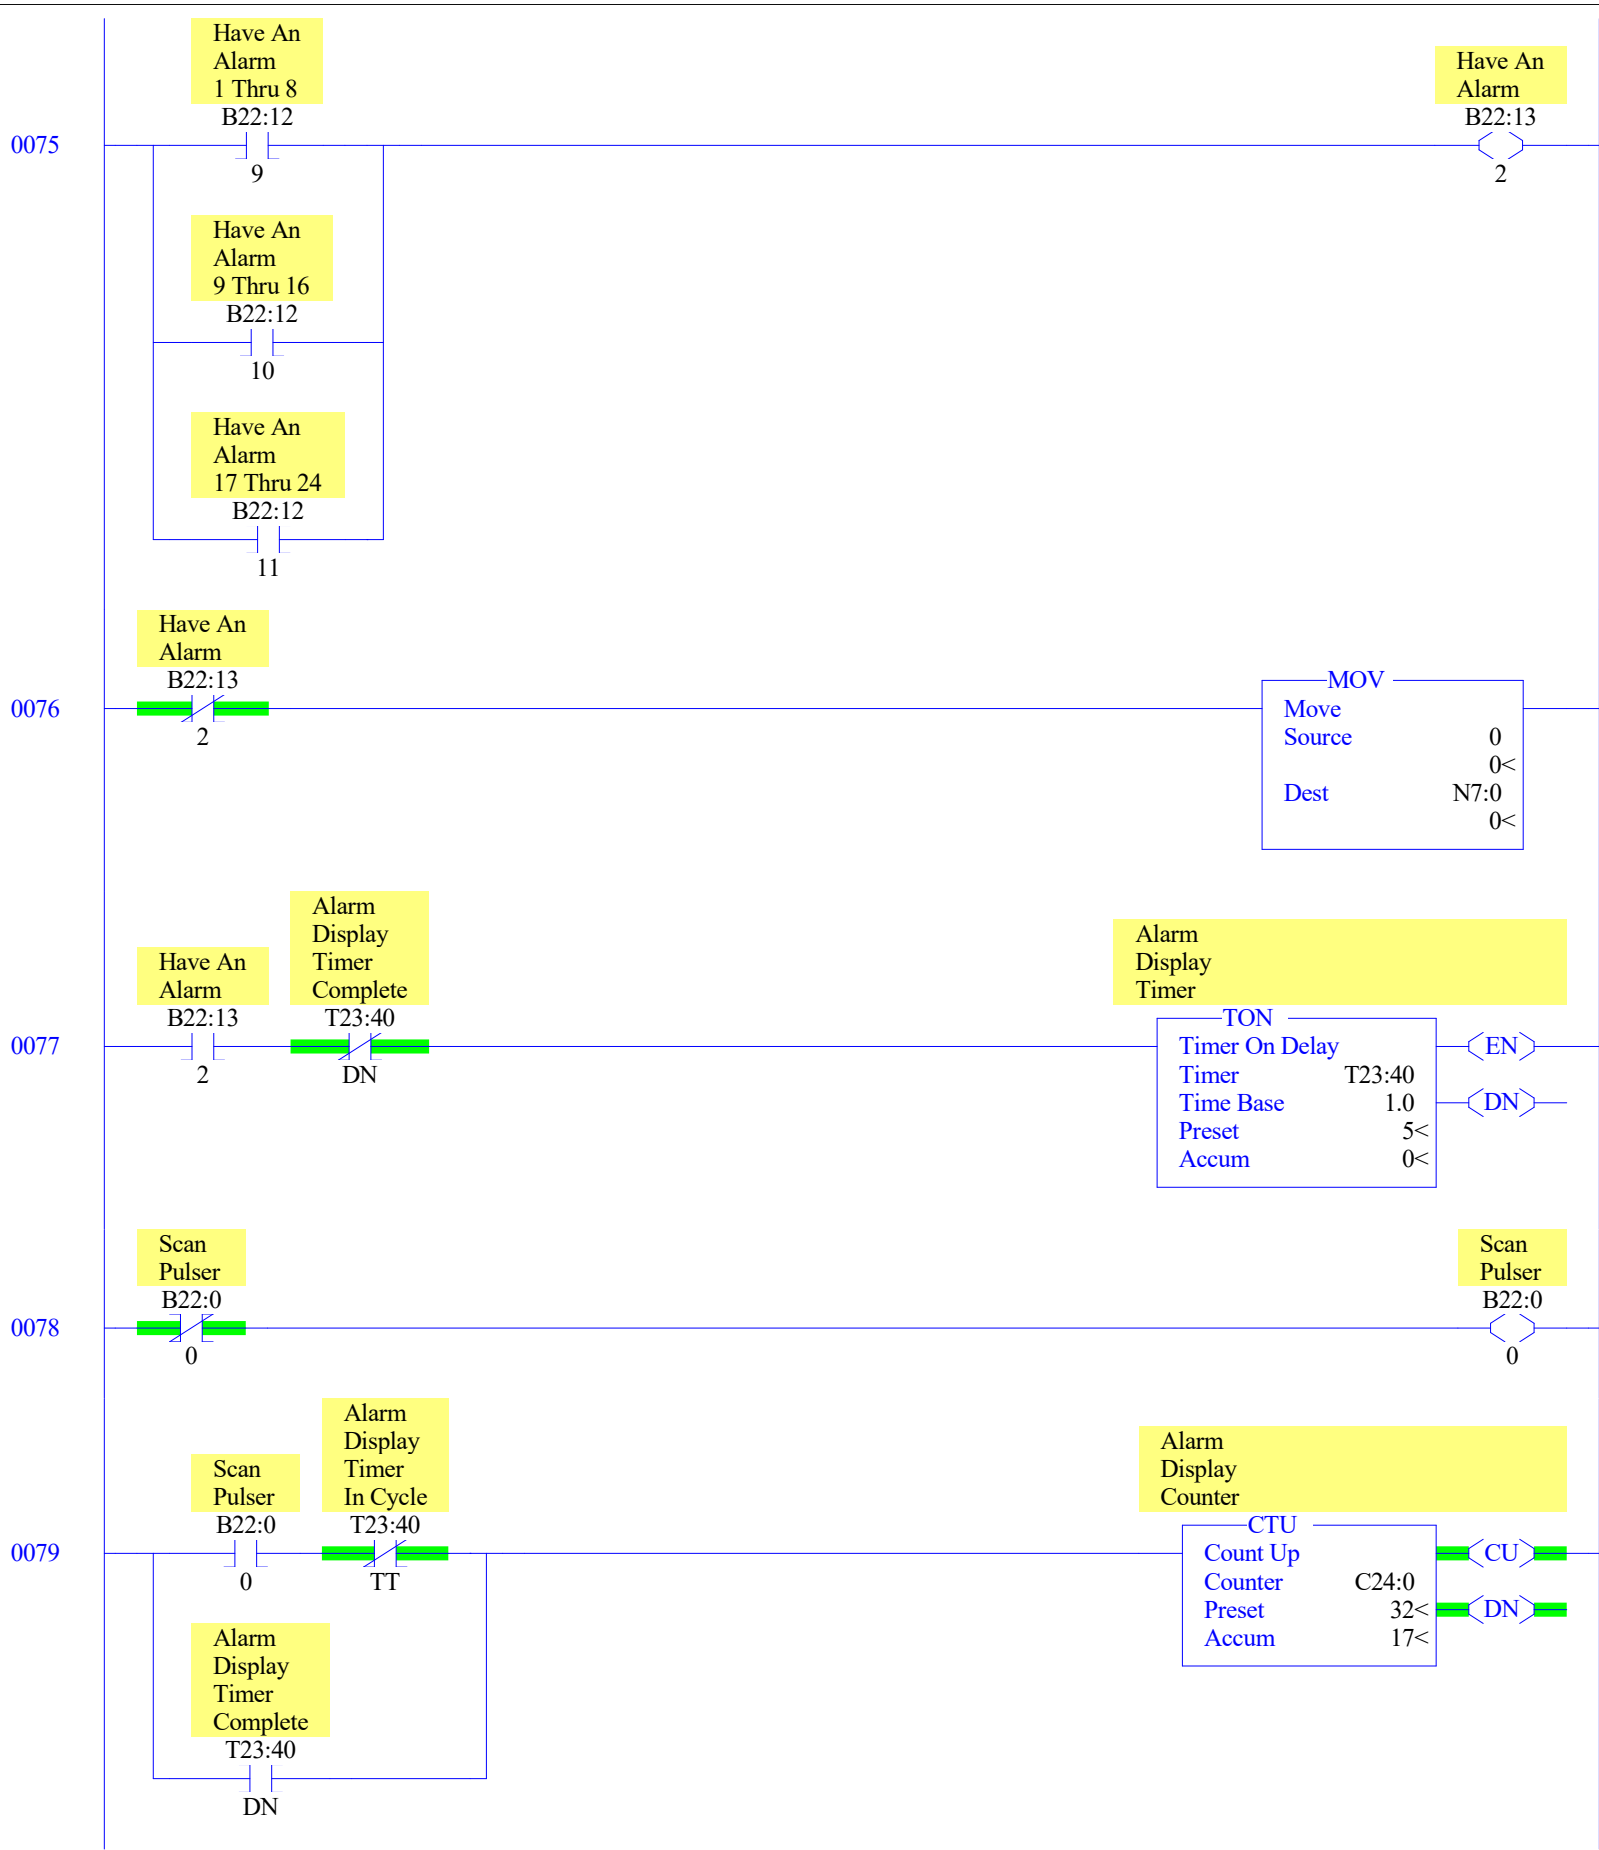 Have An
Alarm
1 Thru 8
B22:12
9
Have An
Alarm
B22:13
2
0075
Have An
Alarm
9 Thru 16
B22:12
10
Have An
Alarm
17 Thru 24
B22:12
11
Have An
Alarm
B22:13
2
0076
MOV
Move
Source 0
0<
Dest N7:0
0<
Have An
Alarm
B22:13
2
Alarm
Display
Timer
Complete
T23:40
DN
0077
Alarm
Display
Timer
TON
Timer On Delay
Timer T23:40
Time Base 1.0
Preset 5<
Accum 0<
EN
DN
Scan
Pulser
B22:0
0
0078
Scan
Pulser
B22:0
0
Scan
Pulser
B22:0
0
Alarm
Display
Timer
In Cycle
T23:40
TT
0079
Alarm
Display
Counter
CTU
Count Up
Counter C24:0
Preset 32<
Accum 17<
CU
DN
Alarm
Display
Timer
Complete
T23:40
DN